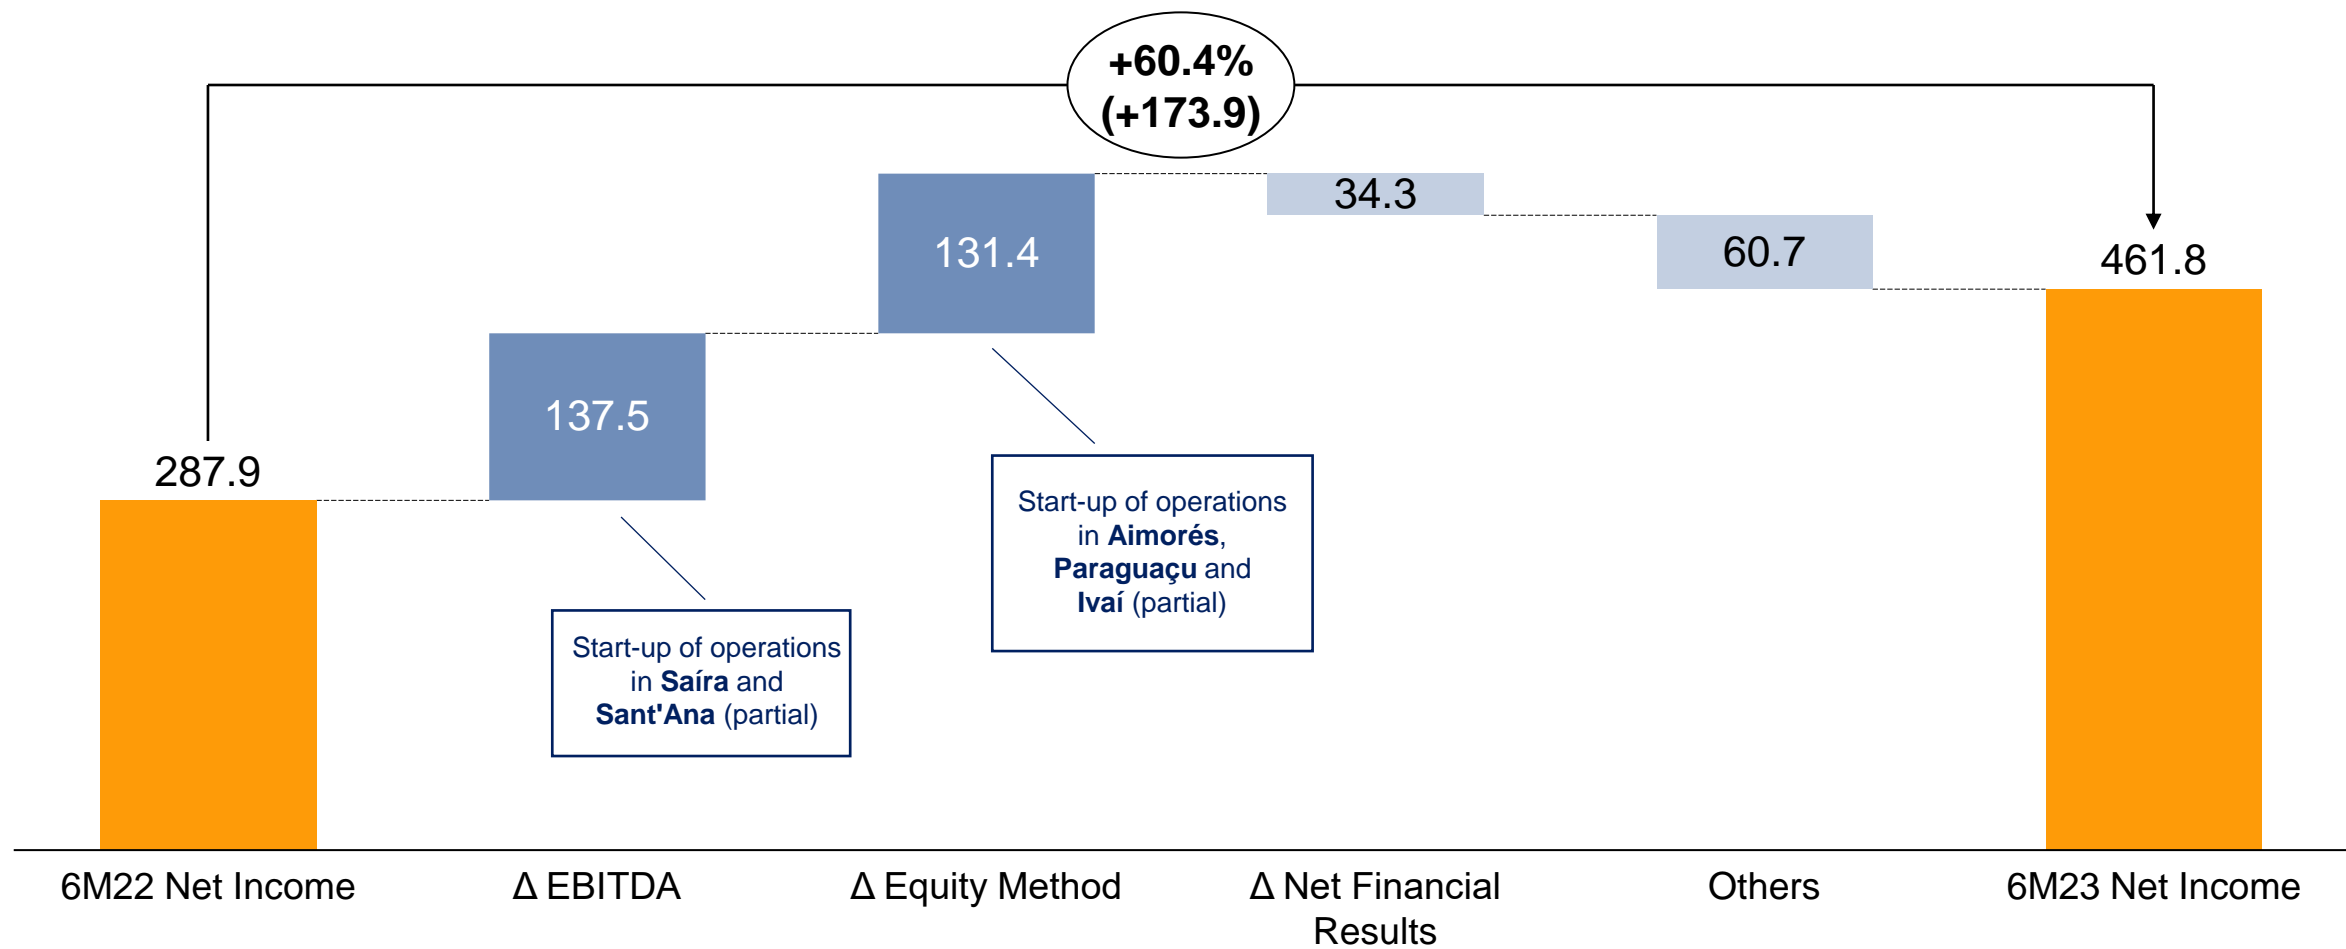 +60.4%
(+173.9)
34.3
131.4
60.7
461.8
137.5
287.9
Start-up of operations
in Aimorés,
Paraguaçu and
Ivaí (partial)
Start-up of operations
in Saíra and
Sant'Ana (partial)
6M22 Net Income
Δ EBITDA
Δ Equity Method
Δ Net Financial
Results
Others
6M23 Net Income